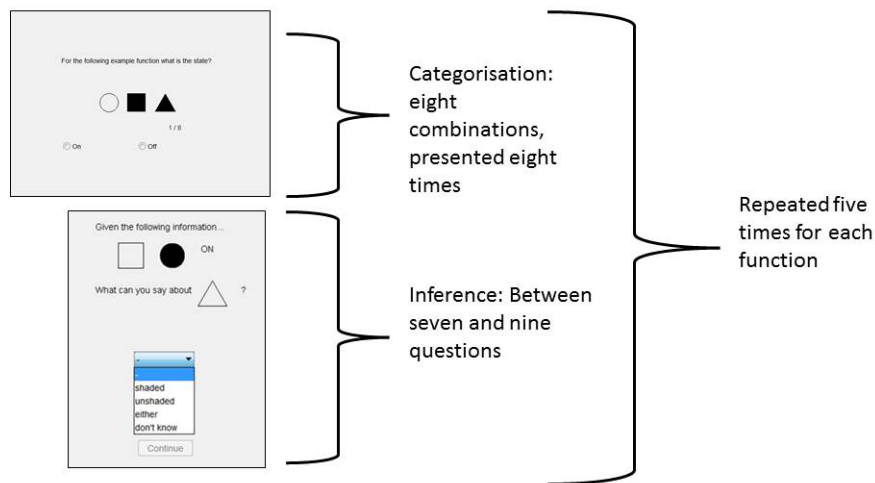 For the following example function what is the state?
1 / 8
On Off
Given the following information...
ON
What can you say about ?
-
-
shaded
unshaded
either
don't know
Continue
Categorisation:
eight
combinations,
presented eight
times
Inference: Between
seven and nine
questions
Repeated five
times for each
function